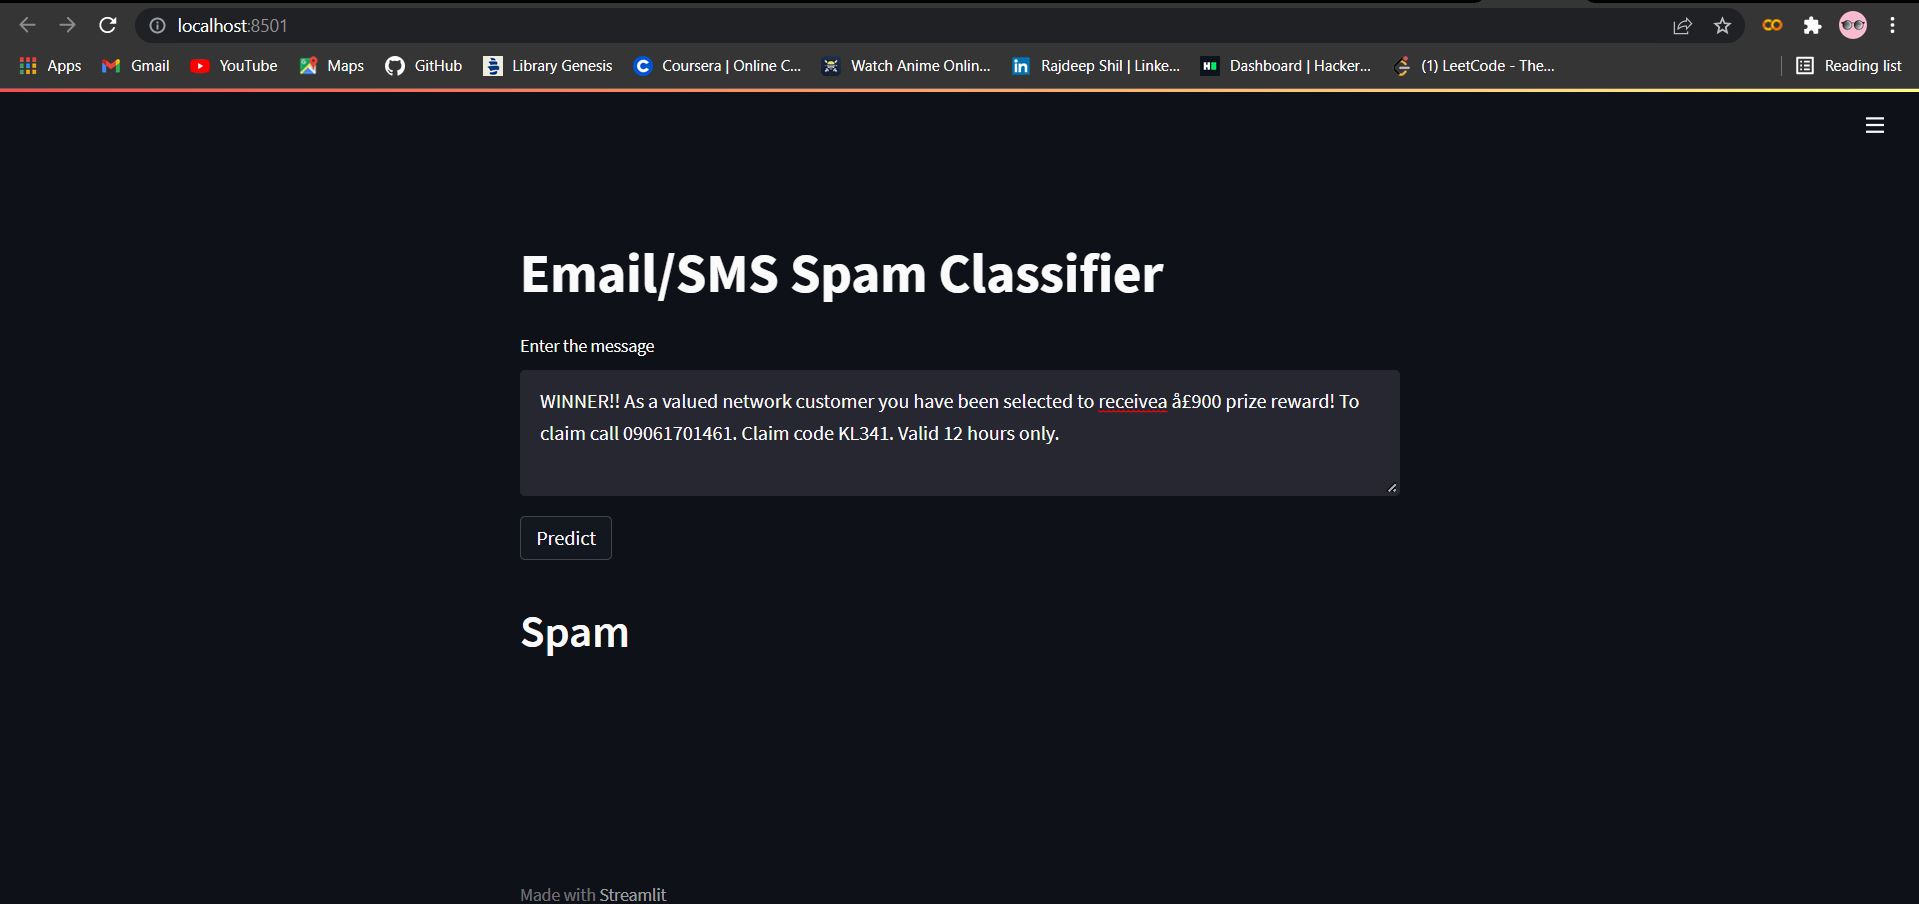 localhost:8501
Apps Gmail YouTube Maps GitHub Library Genesis Coursera | Online C... Watch Anime Onlin... Rajdeep Shil | Linke... Dashboard | Hacker... (1) LeetCode - The... Reading list
Email/SMS Spam Classifier
Enter the message
WINNER!! As a valued network customer you have been selected to receivea å£900 prize reward! To
claim call 09061701461. Claim code KL341. Valid 12 hours only.
Predict
Spam
Made with Streamlit